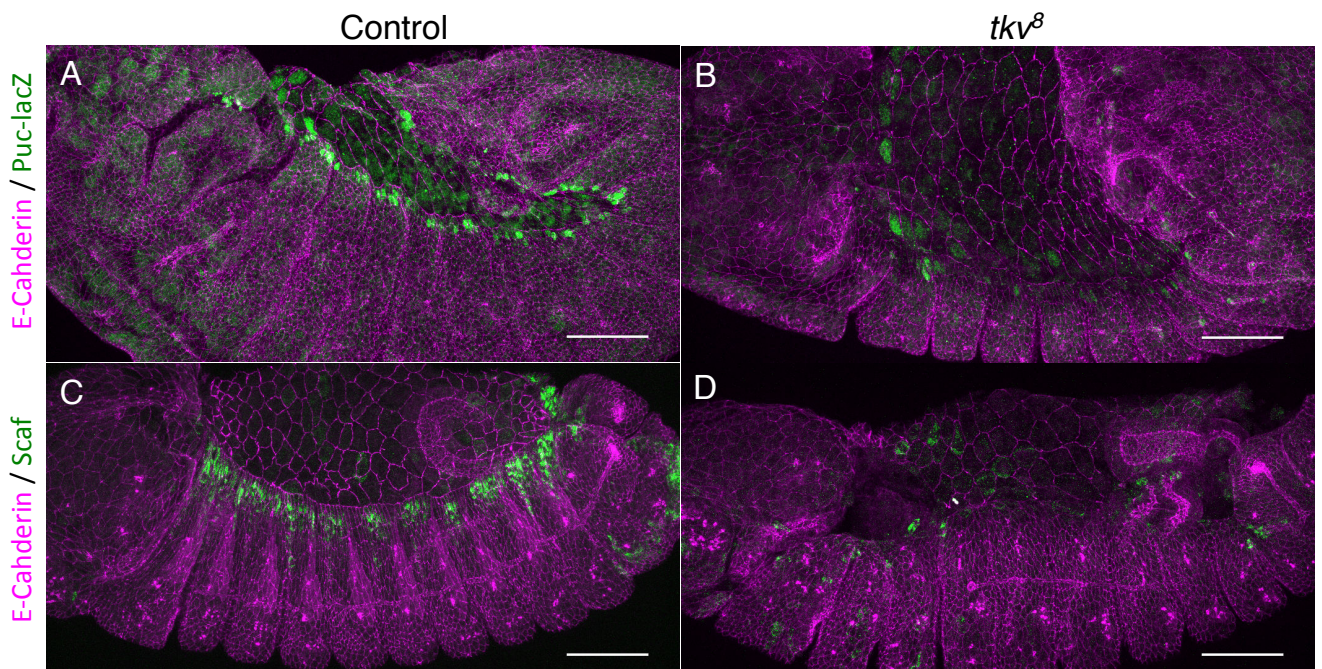 Control
tkv8
E-Cahderin / Puc-lacZ
A
B
E-Cahderin / Scaf
C
D